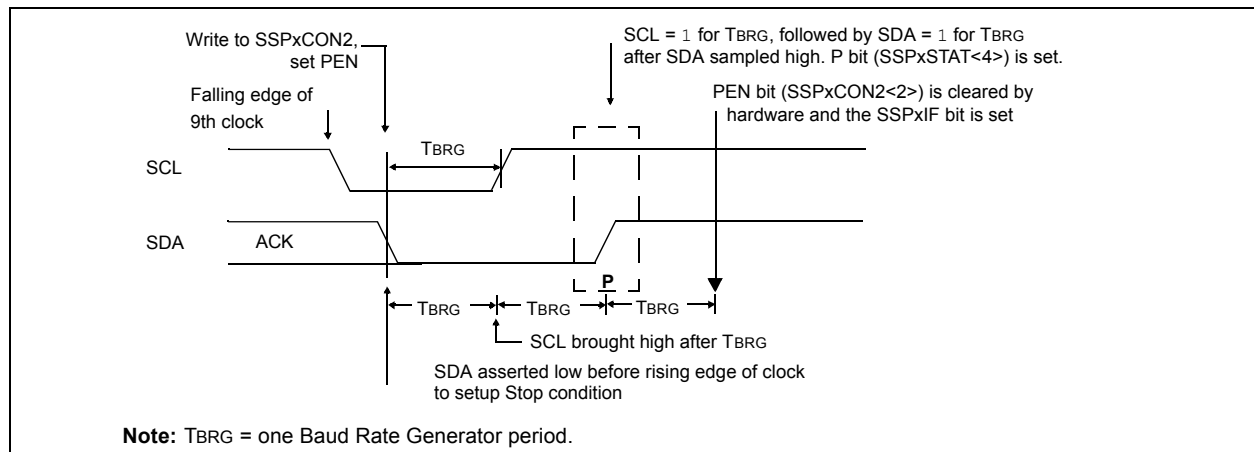 Write to SSPxCON2,
set PEN
SCL = 1 for TBRG, followed by SDA = 1 for TBRG
after SDA sampled high. P bit (SSPxSTAT<4>) is set.
Falling edge of
9th clock
PEN bit (SSPxCON2<2>) is cleared by
hardware and the SSPxIF bit is set
TBRG
SCL
SDA
ACK
P
TBRG
TBRG
TBRG
SCL brought high after TBRG
SDA asserted low before rising edge of clock
to setup Stop condition
Note: TBRG = one Baud Rate Generator period.